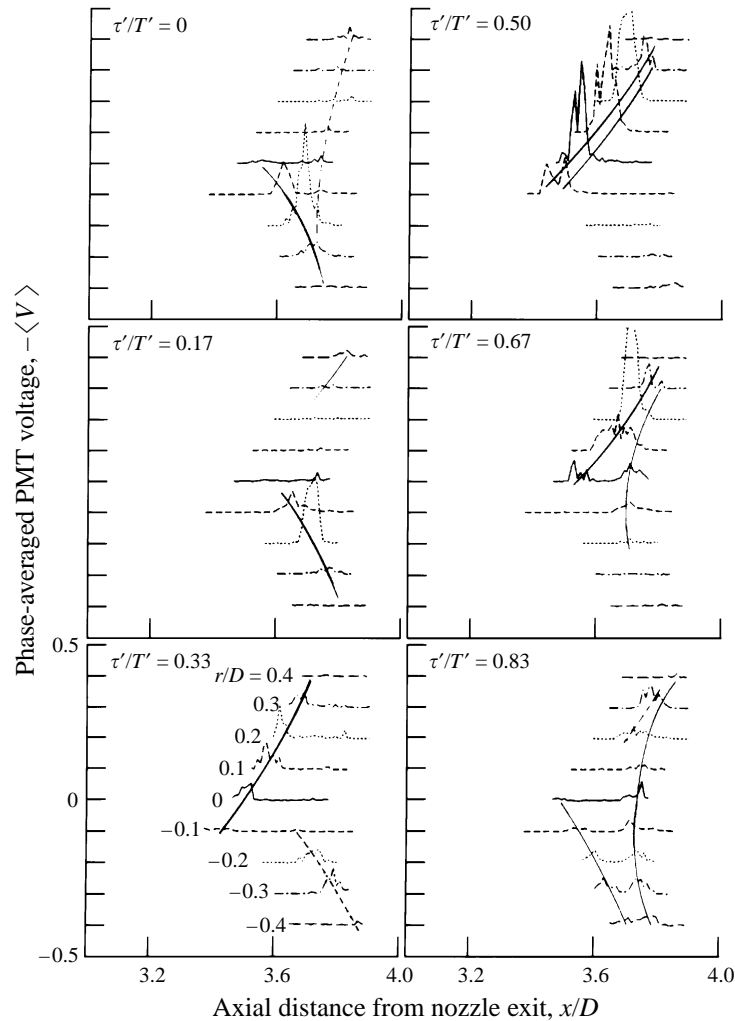 τ′/T′ = 0
τ′/T′ = 0.50
τ′/T′ = 0.17
τ′/T′ = 0.67
τ′/T′ = 0.33
τ′/T′ = 0.83
Phase-averaged PMT voltage, −⟨V⟩
0.5
0
−0.5
r/D = 0.4
0.3
0.2
0.1
0
−0.1
−0.2
−0.3
−0.4
3.2
3.6
4.0
3.2
3.6
4.0
Axial distance from nozzle exit, x/D